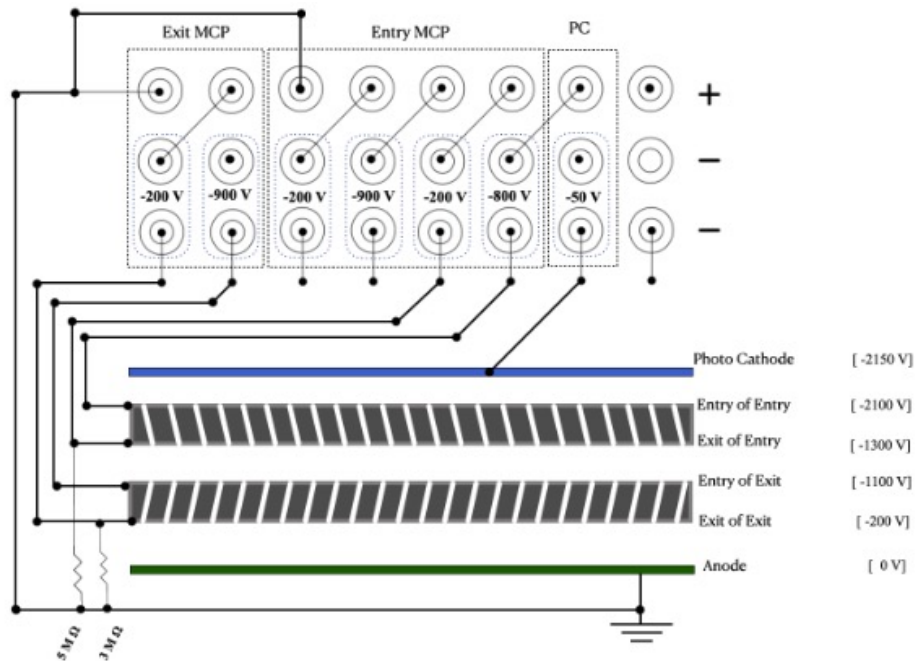 Exit MCP
Entry MCP
PC
+
−
-200 V
-900 V
-200 V
-900 V
-200 V
-800 V
-50 V
−
Photo Cathode [ -2150 V]
Entry of Entry [ -2100 V]
Exit of Entry [ -1300 V]
Entry of Exit [ -1100 V]
Exit of Exit [ -200 V]
Anode [ 0 V]
5 M Ω
3 M Ω